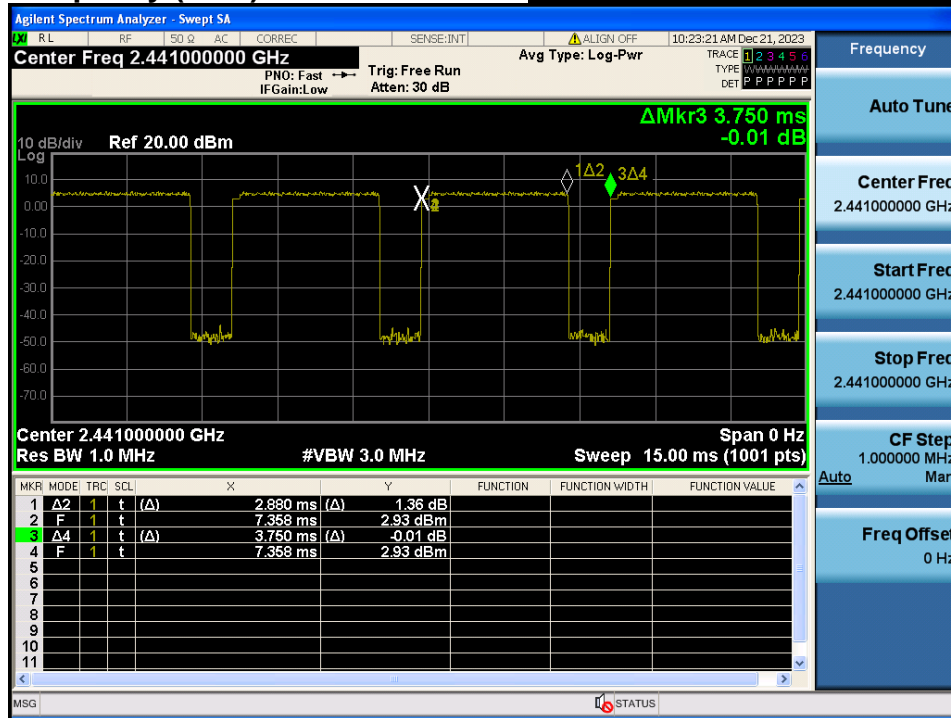 Agilent Spectrum Analyzer - Swept SA
LXI RL RF 50 Ω AC CORREC SENSE:INT ALIGN OFF 10:23:21 AM Dec 21, 2023
Center Freq 2.441000000 GHz Avg Type: Log-Pwr TRACE 1 2 3 4 5 6
PNO: Fast Trig: Free Run TYPE
IFGain:Low Atten: 30 dB DET P P P P P P
ΔMkr3 3.750 ms
-0.01 dB
10 dB/div Ref 20.00 dBm
Log
1Δ2 3Δ4
10.0
0.00
-10.0
-20.0
-30.0
-40.0
-50.0
-60.0
-70.0
Center 2.441000000 GHz Span 0 Hz
Res BW 1.0 MHz #VBW 3.0 MHz Sweep 15.00 ms (1001 pts)
MKR MODE TRC SCL X Y FUNCTION FUNCTION WIDTH FUNCTION VALUE
1 Δ2 1 t (Δ) 2.880 ms (Δ) 1.36 dB
2 F 1 t 7.358 ms 2.93 dBm
3 Δ4 1 t (Δ) 3.750 ms (Δ) -0.01 dB
4 F 1 t 7.358 ms 2.93 dBm
5
6
7
8
9
10
11
MSG STATUS
Frequency
Auto Tune
Center Freq
2.441000000 GHz
Start Freq
2.441000000 GHz
Stop Freq
2.441000000 GHz
CF Step
1.000000 MHz
Auto Man
Freq Offset
0 Hz